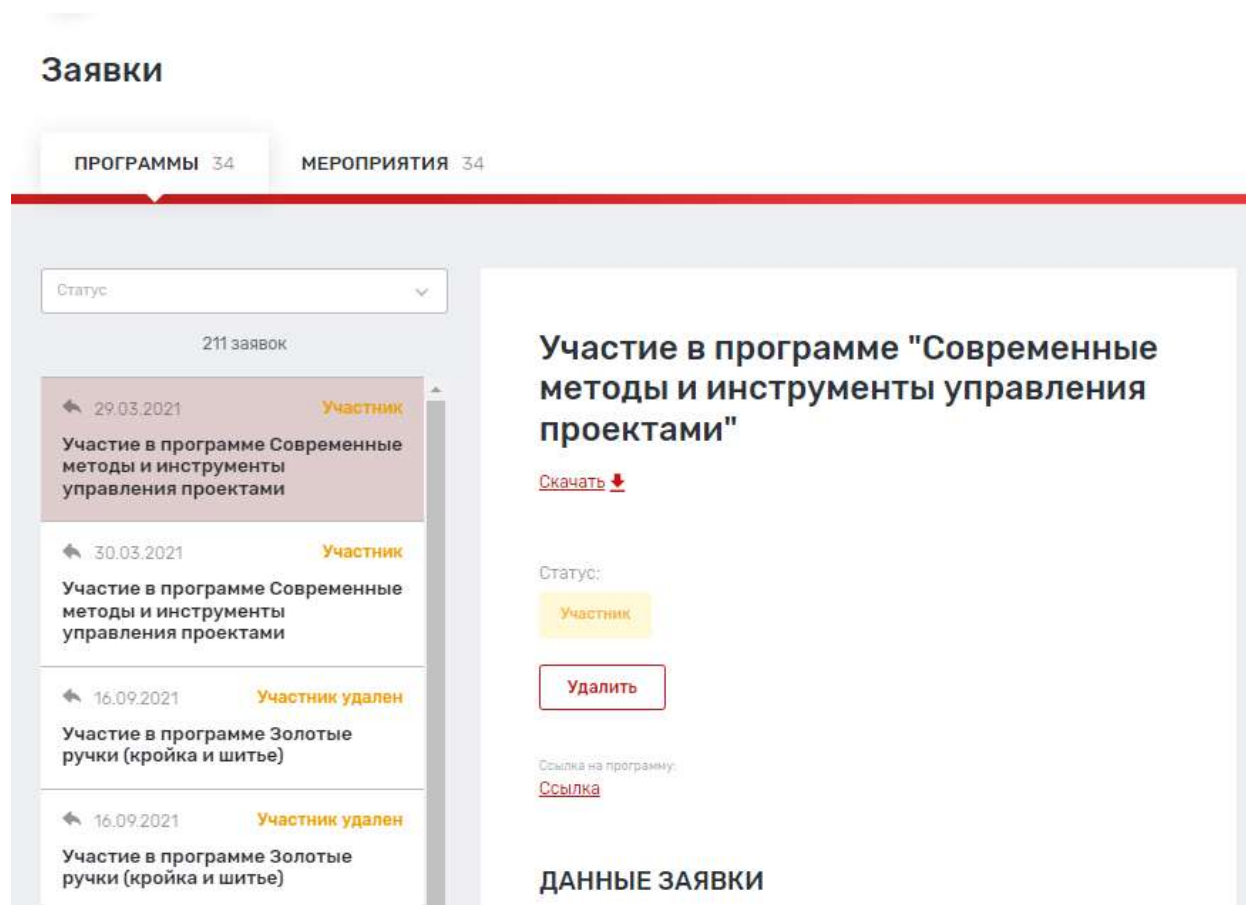 Заявки
ПРОГРАММЫ 34 МЕРОПРИЯТИЯ 34
Статус
211 заявок
29.03.2021 Участник
Участие в программе Современные
методы и инструменты
управления проектами
30.03.2021 Участник
Участие в программе Современные
методы и инструменты
управления проектами
16.09.2021 Участник удален
Участие в программе Золотые
ручки (кройка и шитье)
16.09.2021 Участник удален
Участие в программе Золотые
ручки (кройка и шитье)
Участие в программе "Современные
методы и инструменты управления
проектами"
Скачать
Статус:
Участник
Удалить
Ссылка на программу:
Ссылка
ДАННЫЕ ЗАЯВКИ